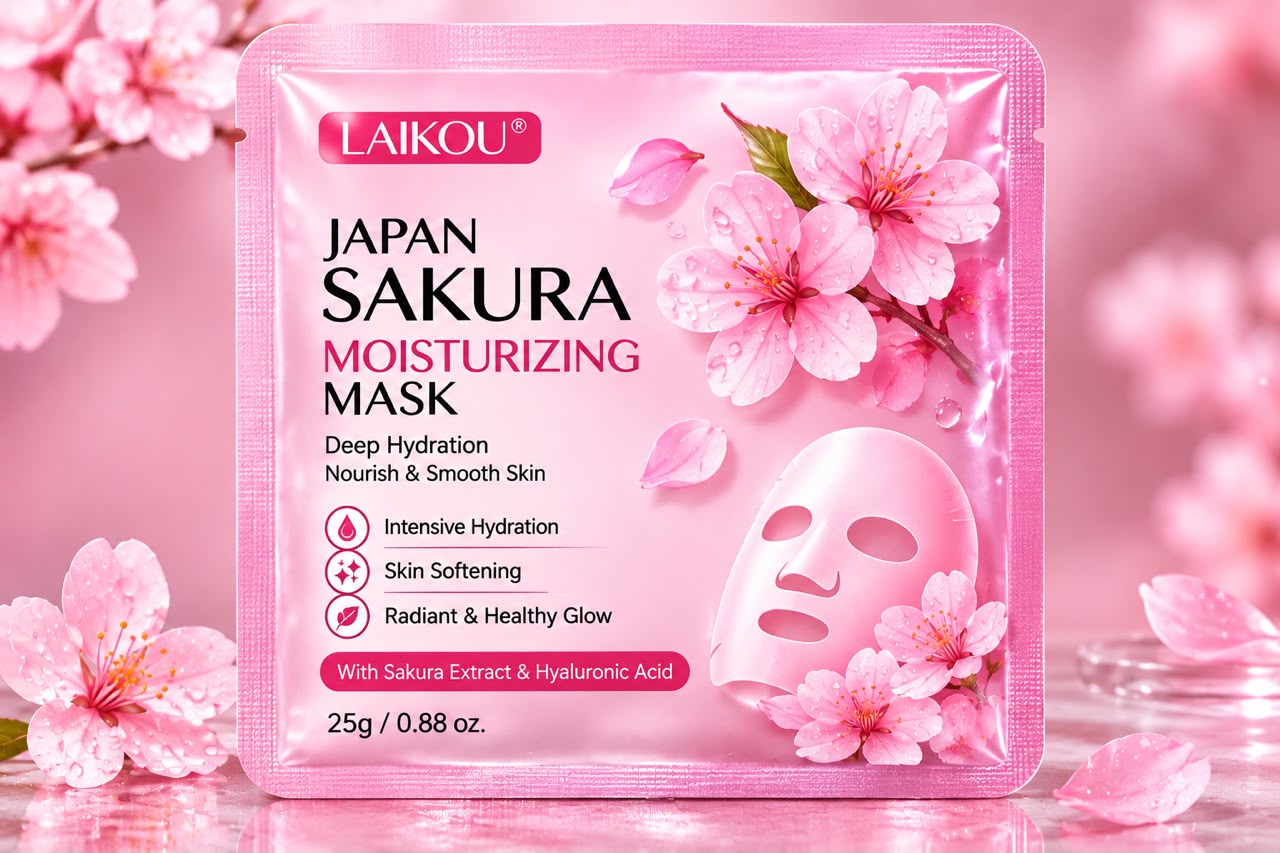 LAIKOU®
JAPAN
SAKURA
MOISTURIZING
MASK
Deep Hydration
Nourish & Smooth Skin
Intensive Hydration
Skin Softening
Radiant & Healthy Glow
With Sakura Extract & Hyaluronic Acid
25g / 0.88 oz.